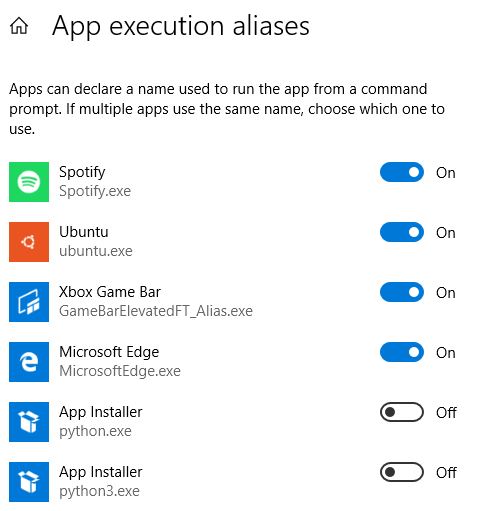 App execution aliases
Apps can declare a name used to run the app from a command
prompt. If multiple apps use the same name, choose which one to
use.
Spotify
Spotify.exe
On
Ubuntu
ubuntu.exe
On
Xbox Game Bar
GameBarElevatedFT_Alias.exe
On
Microsoft Edge
MicrosoftEdge.exe
On
App Installer
python.exe
Off
App Installer
python3.exe
Off